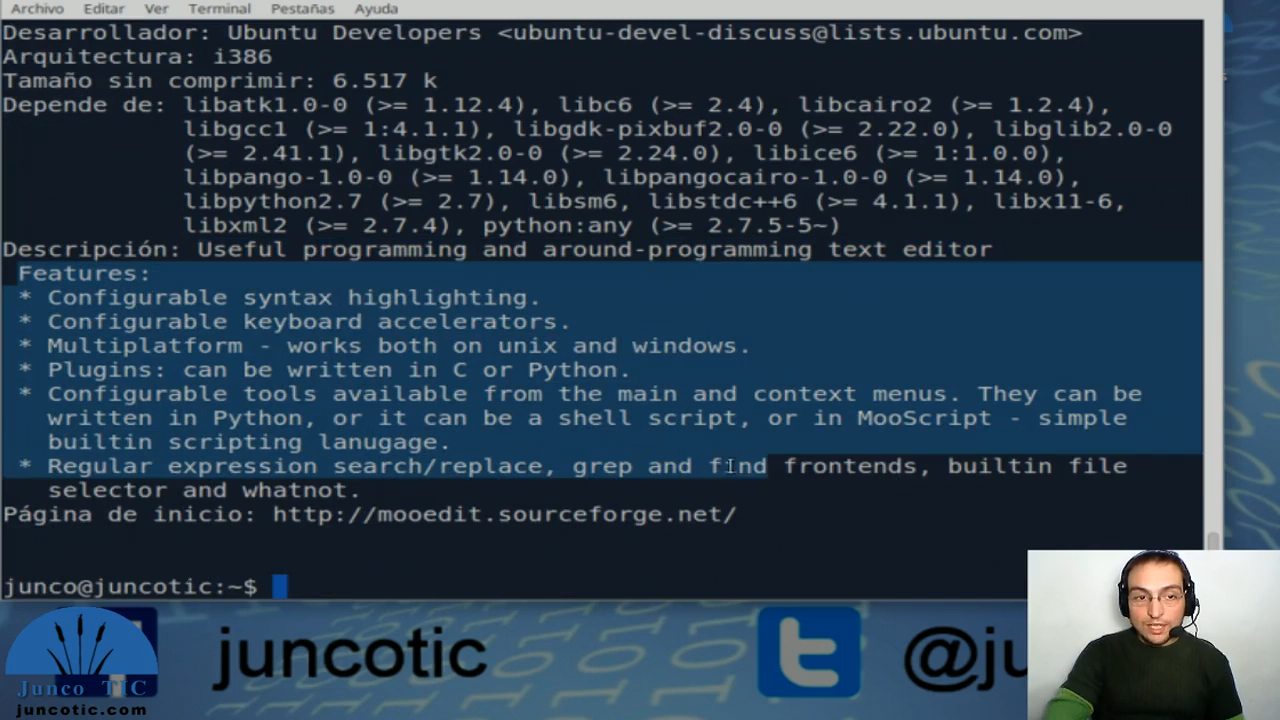 Archivo Editar Ver Terminal Pestañas Ayuda
Desarrollador: Ubuntu Developers <ubuntu-devel-discuss@lists.ubuntu.com>
Arquitectura: i386
Tamaño sin comprimir: 6.517 k
Depende de: libatk1.0-0 (>= 1.12.4), libc6 (>= 2.4), libcairo2 (>= 1.2.4),
libgcc1 (>= 1:4.1.1), libgdk-pixbuf2.0-0 (>= 2.22.0), libglib2.0-0
(>= 2.41.1), libgtk2.0-0 (>= 2.24.0), libice6 (>= 1:1.0.0),
libpango-1.0-0 (>= 1.14.0), libpangocairo-1.0-0 (>= 1.14.0),
libpython2.7 (>= 2.7), libsm6, libstdc++6 (>= 4.1.1), libx11-6,
libxml2 (>= 2.7.4), python:any (>= 2.7.5-5~)
Descripción: Useful programming and around-programming text editor
Features:
* Configurable syntax highlighting.
* Configurable keyboard accelerators.
* Multiplatform - works both on unix and windows.
* Plugins: can be written in C or Python.
* Configurable tools available from the main and context menus. They can be
written in Python, or it can be a shell script, or in MooScript - simple
builtin scripting lanugage.
* Regular expression search/replace, grep and find frontends, builtin file
selector and whatnot.
Página de inicio: http://mooedit.sourceforge.net/
junco@juncotic:~$
juncotic
@ju
Junco TIC
juncotic.com